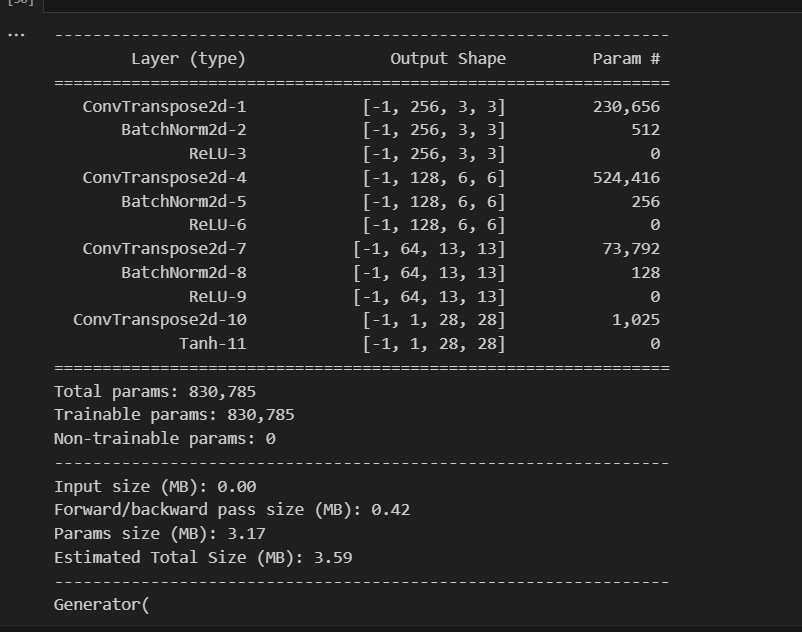 [50]
...
----------------------------------------------------------------
Layer (type) Output Shape Param #
================================================================
ConvTranspose2d-1 [-1, 256, 3, 3] 230,656
BatchNorm2d-2 [-1, 256, 3, 3] 512
ReLU-3 [-1, 256, 3, 3] 0
ConvTranspose2d-4 [-1, 128, 6, 6] 524,416
BatchNorm2d-5 [-1, 128, 6, 6] 256
ReLU-6 [-1, 128, 6, 6] 0
ConvTranspose2d-7 [-1, 64, 13, 13] 73,792
BatchNorm2d-8 [-1, 64, 13, 13] 128
ReLU-9 [-1, 64, 13, 13] 0
ConvTranspose2d-10 [-1, 1, 28, 28] 1,025
Tanh-11 [-1, 1, 28, 28] 0
================================================================
Total params: 830,785
Trainable params: 830,785
Non-trainable params: 0
----------------------------------------------------------------
Input size (MB): 0.00
Forward/backward pass size (MB): 0.42
Params size (MB): 3.17
Estimated Total Size (MB): 3.59
----------------------------------------------------------------
Generator(